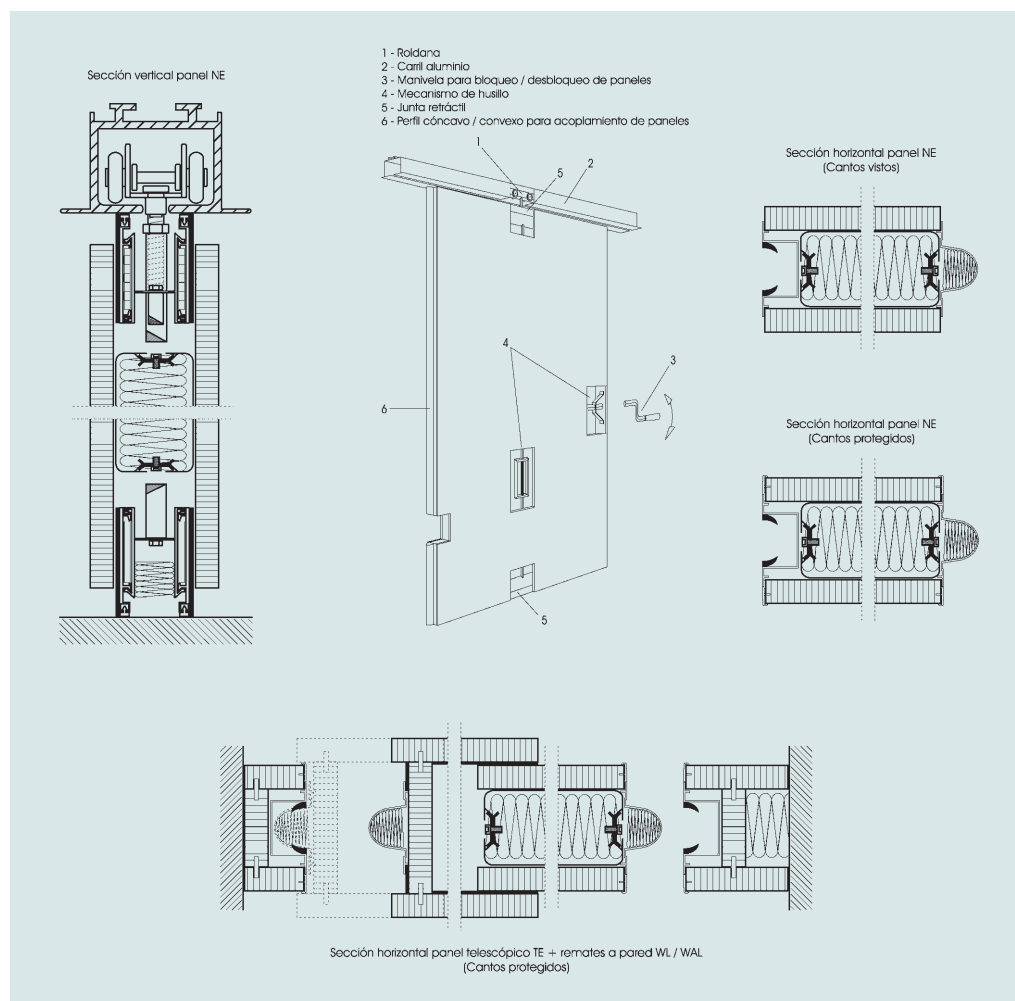 Sección vertical panel NE
1 - Roldana
2 - Carril aluminio
3 - Manivela para bloqueo / desbloqueo de paneles
4 - Mecanismo de husillo
5 - Junta retráctil
6 - Perfil cóncavo / convexo para acoplamiento de paneles
1
5
2
4
3
6
5
Sección horizontal panel NE
(Cantos vistos)
Sección horizontal panel NE
(Cantos protegidos)
Sección horizontal panel telescópico TE + remates a pared WL / WAL
(Cantos protegidos)